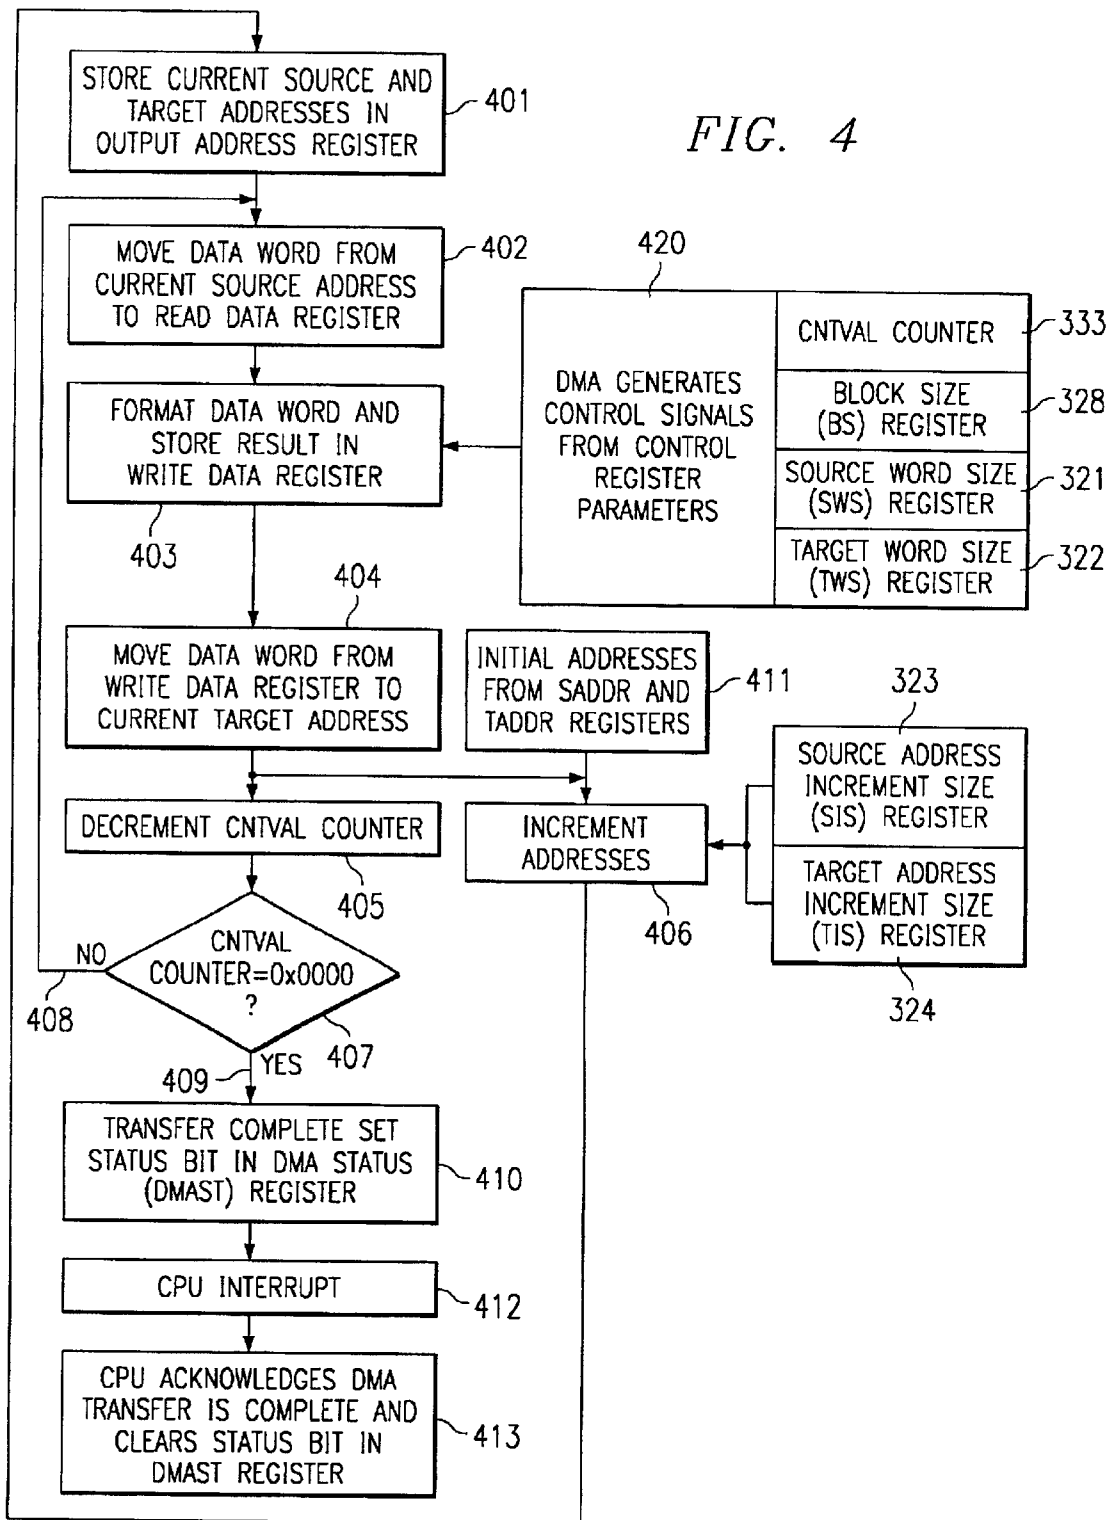 FIG. 4
STORE CURRENT SOURCE AND
TARGET ADDRESSES IN
OUTPUT ADDRESS REGISTER
401
MOVE DATA WORD FROM
CURRENT SOURCE ADDRESS
TO READ DATA REGISTER
402
FORMAT DATA WORD AND
STORE RESULT IN
WRITE DATA REGISTER
403
420
DMA GENERATES
CONTROL SIGNALS
FROM CONTROL
REGISTER
PARAMETERS
CNTVAL COUNTER
333
BLOCK SIZE
(BS) REGISTER
328
SOURCE WORD SIZE
(SWS) REGISTER
321
TARGET WORD SIZE
(TWS) REGISTER
322
404
MOVE DATA WORD FROM
WRITE DATA REGISTER TO
CURRENT TARGET ADDRESS
INITIAL ADDRESSES
FROM SADDR AND
TADDR REGISTERS
411
323
SOURCE ADDRESS
INCREMENT SIZE
(SIS) REGISTER
TARGET ADDRESS
INCREMENT SIZE
(TIS) REGISTER
324
DECREMENT CNTVAL COUNTER
405
INCREMENT
ADDRESSES
406
CNTVAL
COUNTER=0x0000
?
407
NO
408
YES
409
TRANSFER COMPLETE SET
STATUS BIT IN DMA STATUS
(DMAST) REGISTER
410
CPU INTERRUPT
412
CPU ACKNOWLEDGES DMA
TRANSFER IS COMPLETE AND
CLEARS STATUS BIT IN
DMAST REGISTER
413